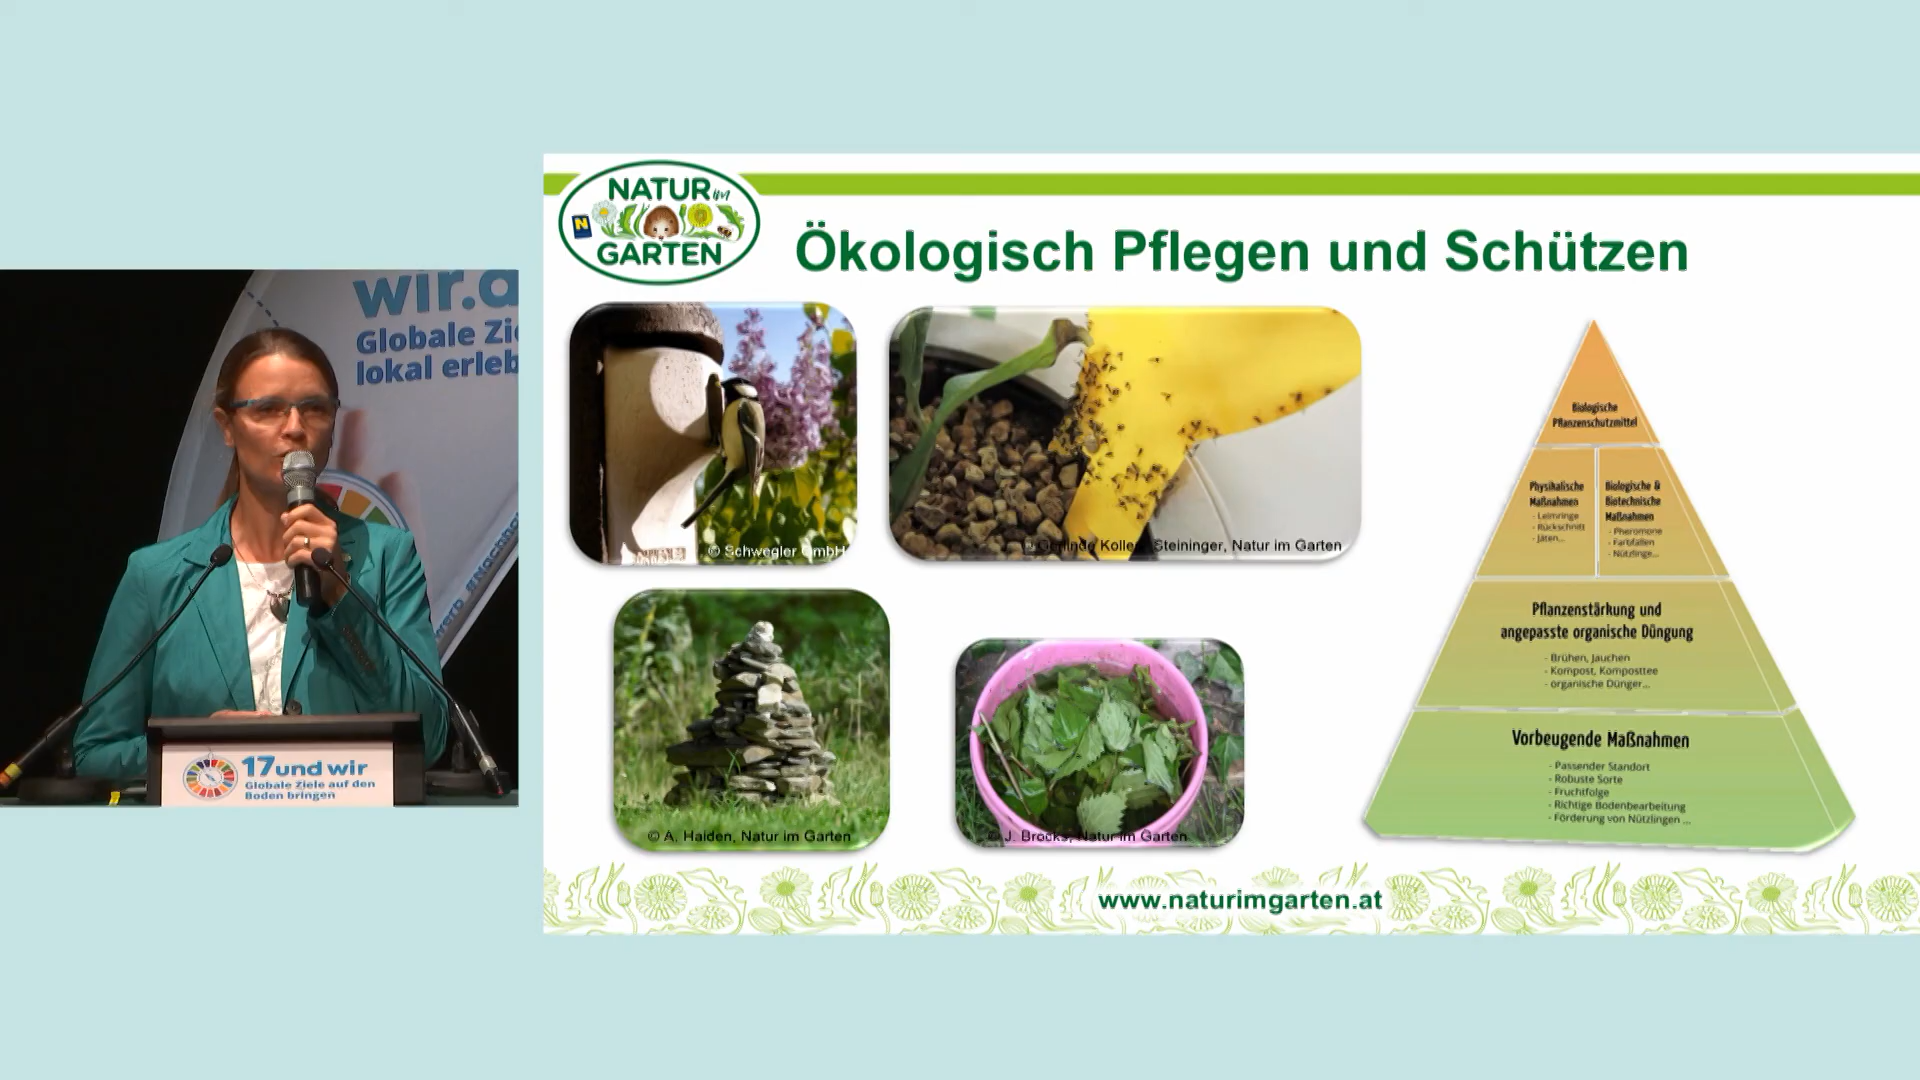 wir.a
Globale Zie
lokal erleb
17und wir
Globale Ziele auf den
Boden bringen
NATUR im
N
GARTEN
Ökologisch Pflegen und Schützen
© Schwegler GmbH
Steininger, Natur im Garten
© A. Haiden, Natur im Garten
© J. Brocks, Natur im Garten
Biologische
Pflanzenschutzmittel
Physikalische
Maßnahmen
- Leimringe
- Rückschnitt
- Jäten...
Biologische &
Biotechnische
Maßnahmen
- Pheromone
- Farbfallen
- Nützlinge...
Pflanzenstärkung und
angepasste organische Düngung
- Brühen, Jauchen
- Kompost, Komposttee
- organische Dünger...
Vorbeugende Maßnahmen
- Passender Standort
- Robuste Sorte
- Fruchtfolge
- Richtige Bodenbearbeitung
- Förderung von Nützlingen ...
www.naturimgarten.at